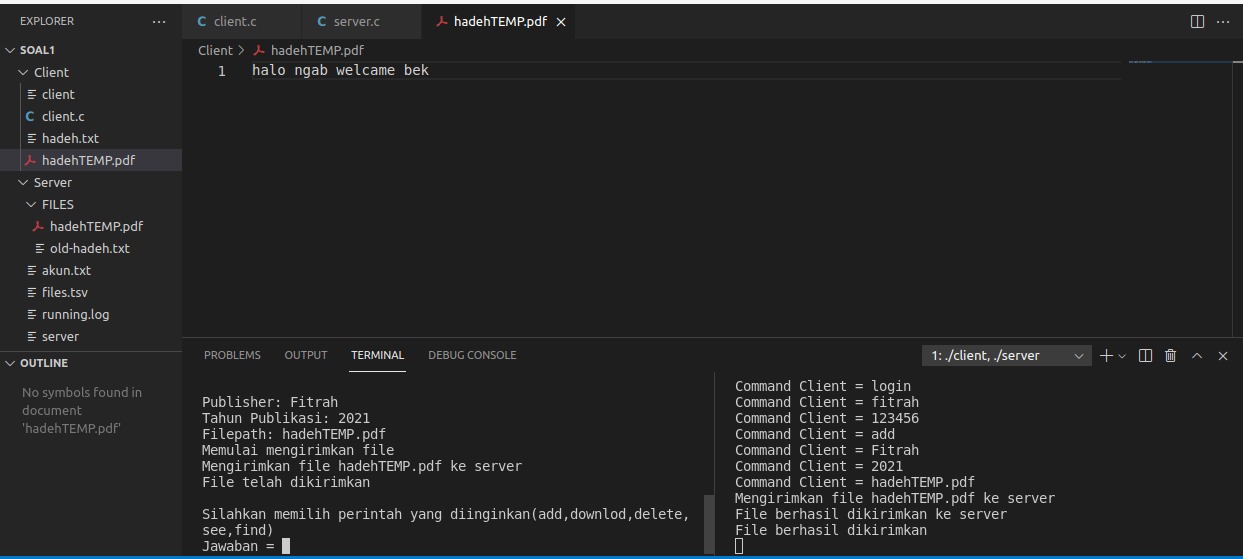 EXPLORER
SOAL1
Client
client
client.c
hadeh.txt
hadehTEMP.pdf
Server
FILES
hadehTEMP.pdf
old-hadeh.txt
akun.txt
files.tsv
running.log
server
OUTLINE
No symbols found in
document
'hadehTEMP.pdf'
C client.c
C server.c
hadehTEMP.pdf
Client > hadehTEMP.pdf
1 halo ngab welcame bek
PROBLEMS OUTPUT TERMINAL DEBUG CONSOLE
1: ./client, ./server
Publisher: Fitrah
Tahun Publikasi: 2021
Filepath: hadehTEMP.pdf
Memulai mengirimkan file
Mengirimkan file hadehTEMP.pdf ke server
File telah dikirimkan
Silahkan memilih perintah yang diinginkan(add,downlod,delete,
see,find)
Jawaban =
Command Client = login
Command Client = fitrah
Command Client = 123456
Command Client = add
Command Client = Fitrah
Command Client = 2021
Command Client = hadehTEMP.pdf
Mengirimkan file hadehTEMP.pdf ke server
File berhasil dikirimkan ke server
File berhasil dikirimkan